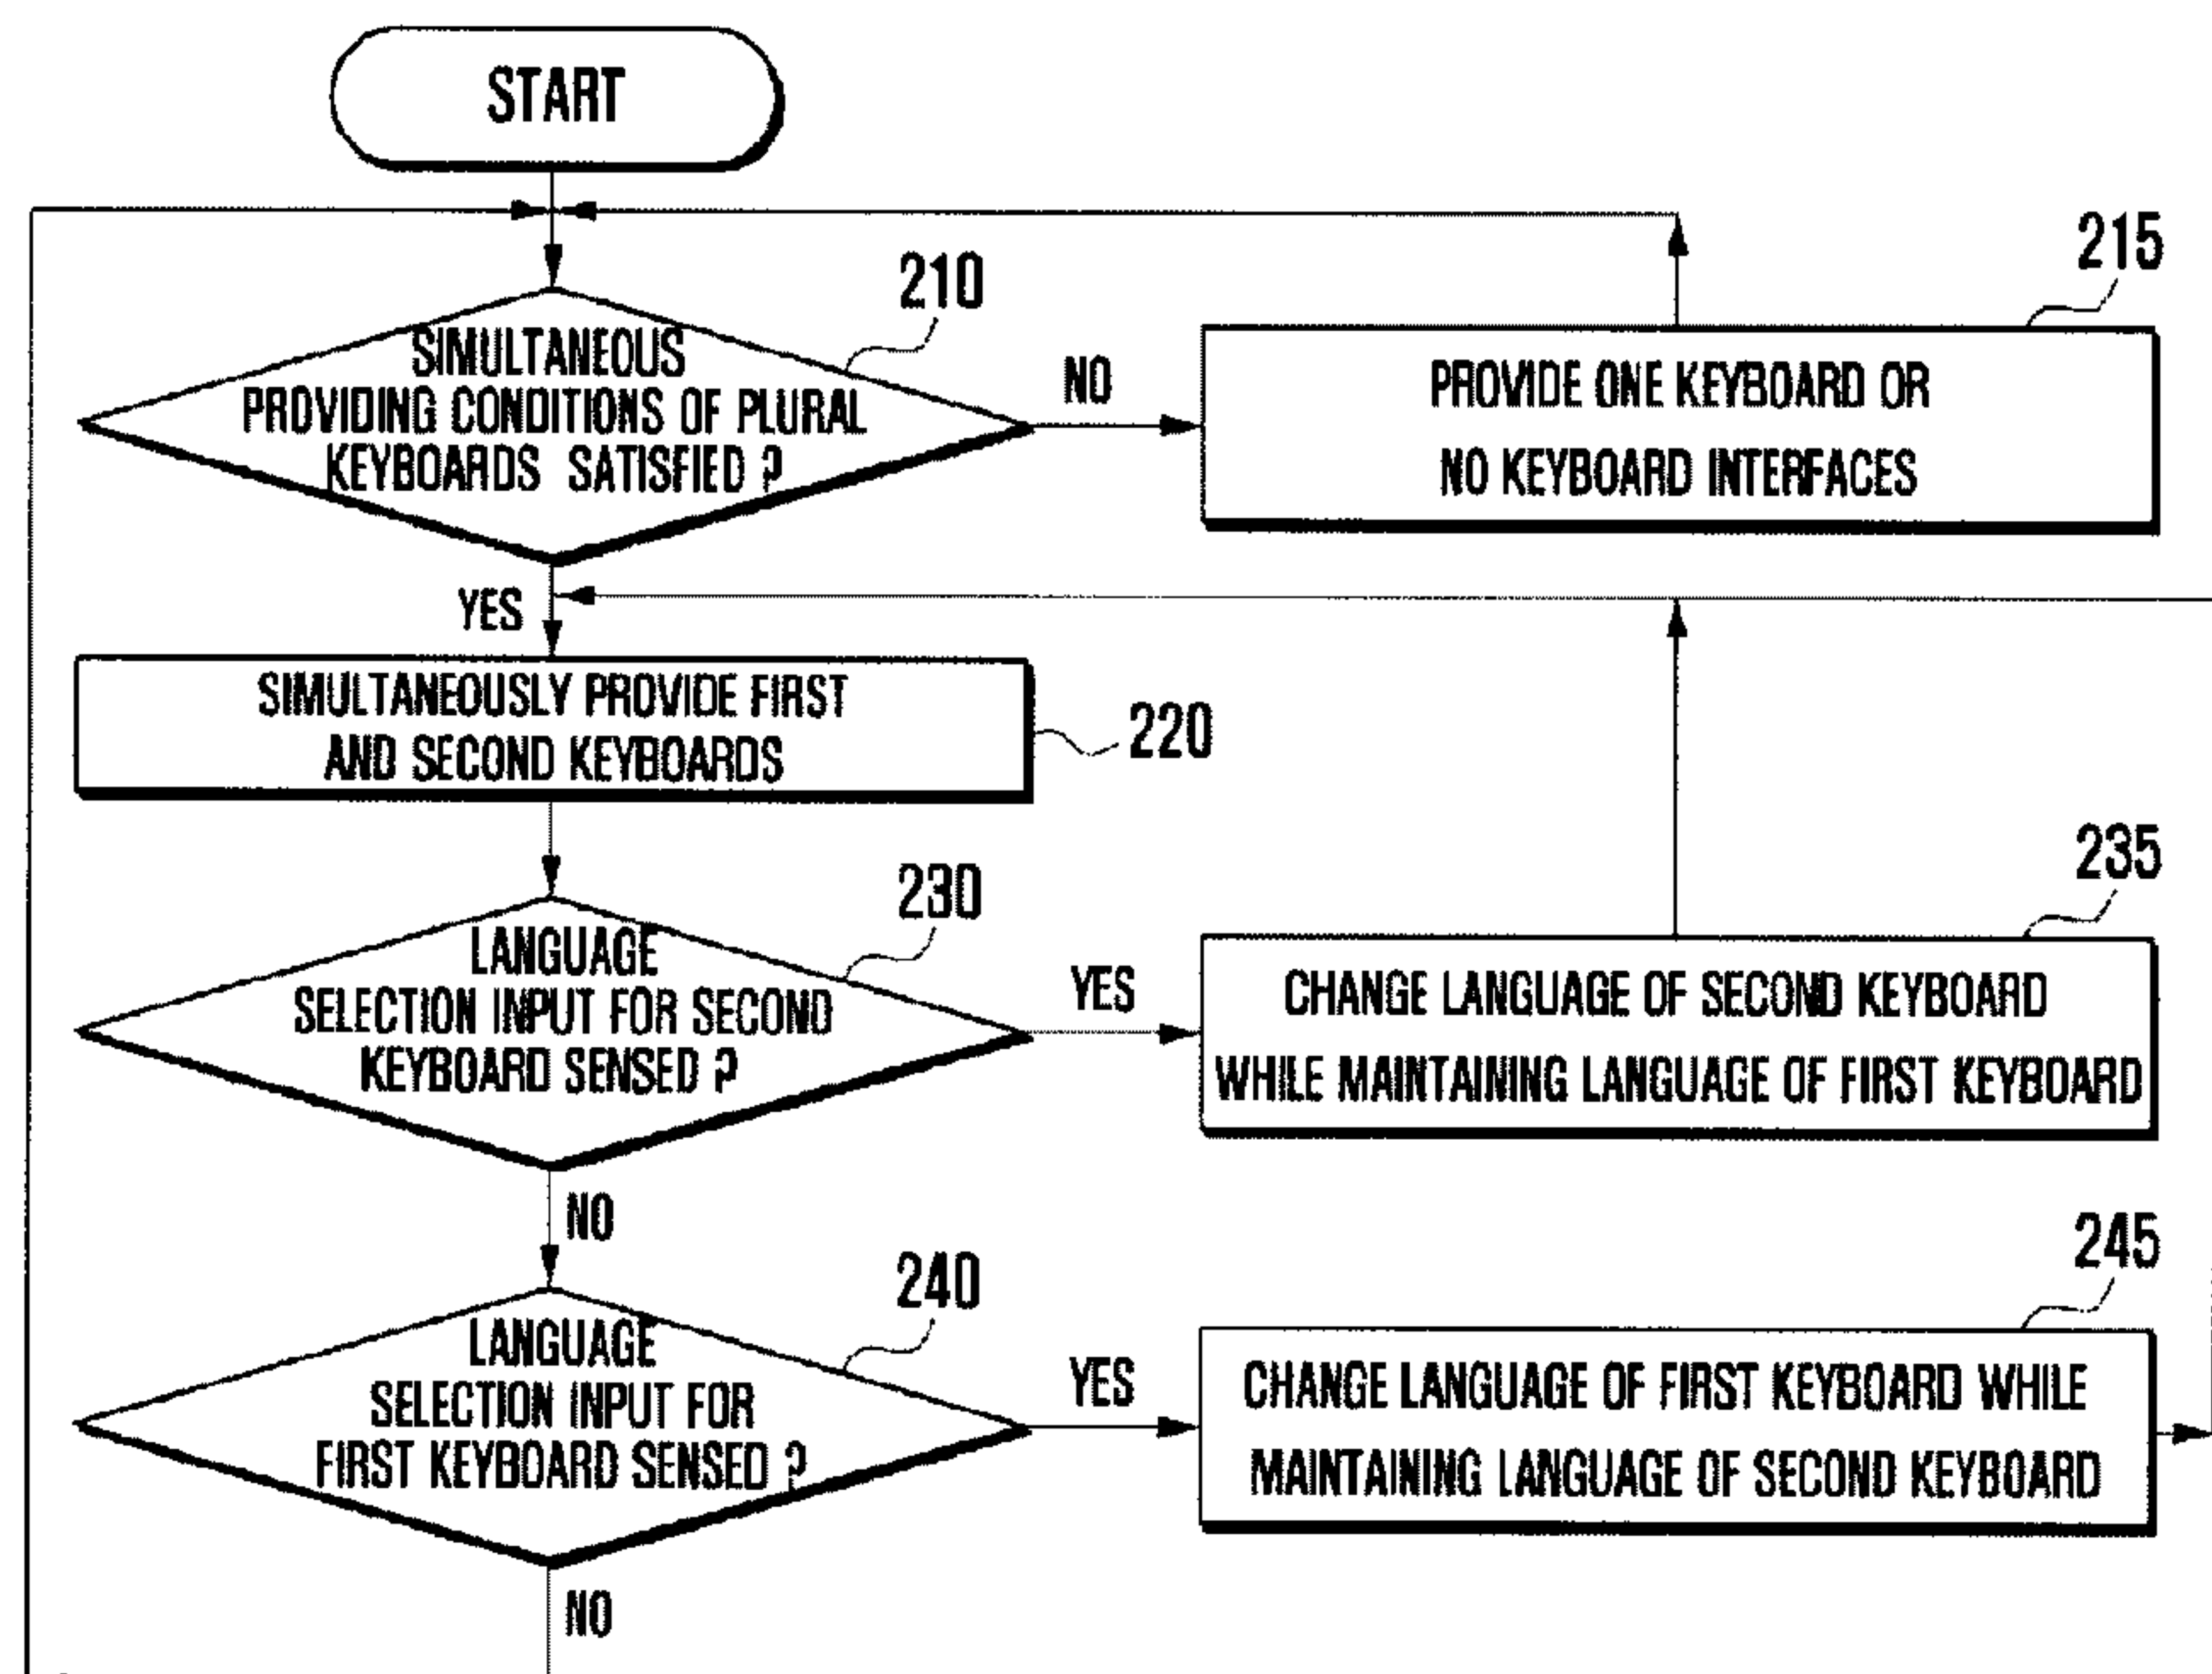 START
210
SIMULTANEOUS
PROVIDING CONDITIONS OF PLURAL
KEYBOARDS SATISFIED ?
NO
215
PROVIDE ONE KEYBOARD OR
NO KEYBOARD INTERFACES
YES
SIMULTANEOUSLY PROVIDE FIRST
AND SECOND KEYBOARDS
220
230
LANGUAGE
SELECTION INPUT FOR SECOND
KEYBOARD SENSED ?
YES
235
CHANGE LANGUAGE OF SECOND KEYBOARD
WHILE MAINTAINING LANGUAGE OF FIRST KEYBOARD
NO
240
LANGUAGE
SELECTION INPUT FOR
FIRST KEYBOARD SENSED ?
YES
245
CHANGE LANGUAGE OF FIRST KEYBOARD WHILE
MAINTAINING LANGUAGE OF SECOND KEYBOARD
NO